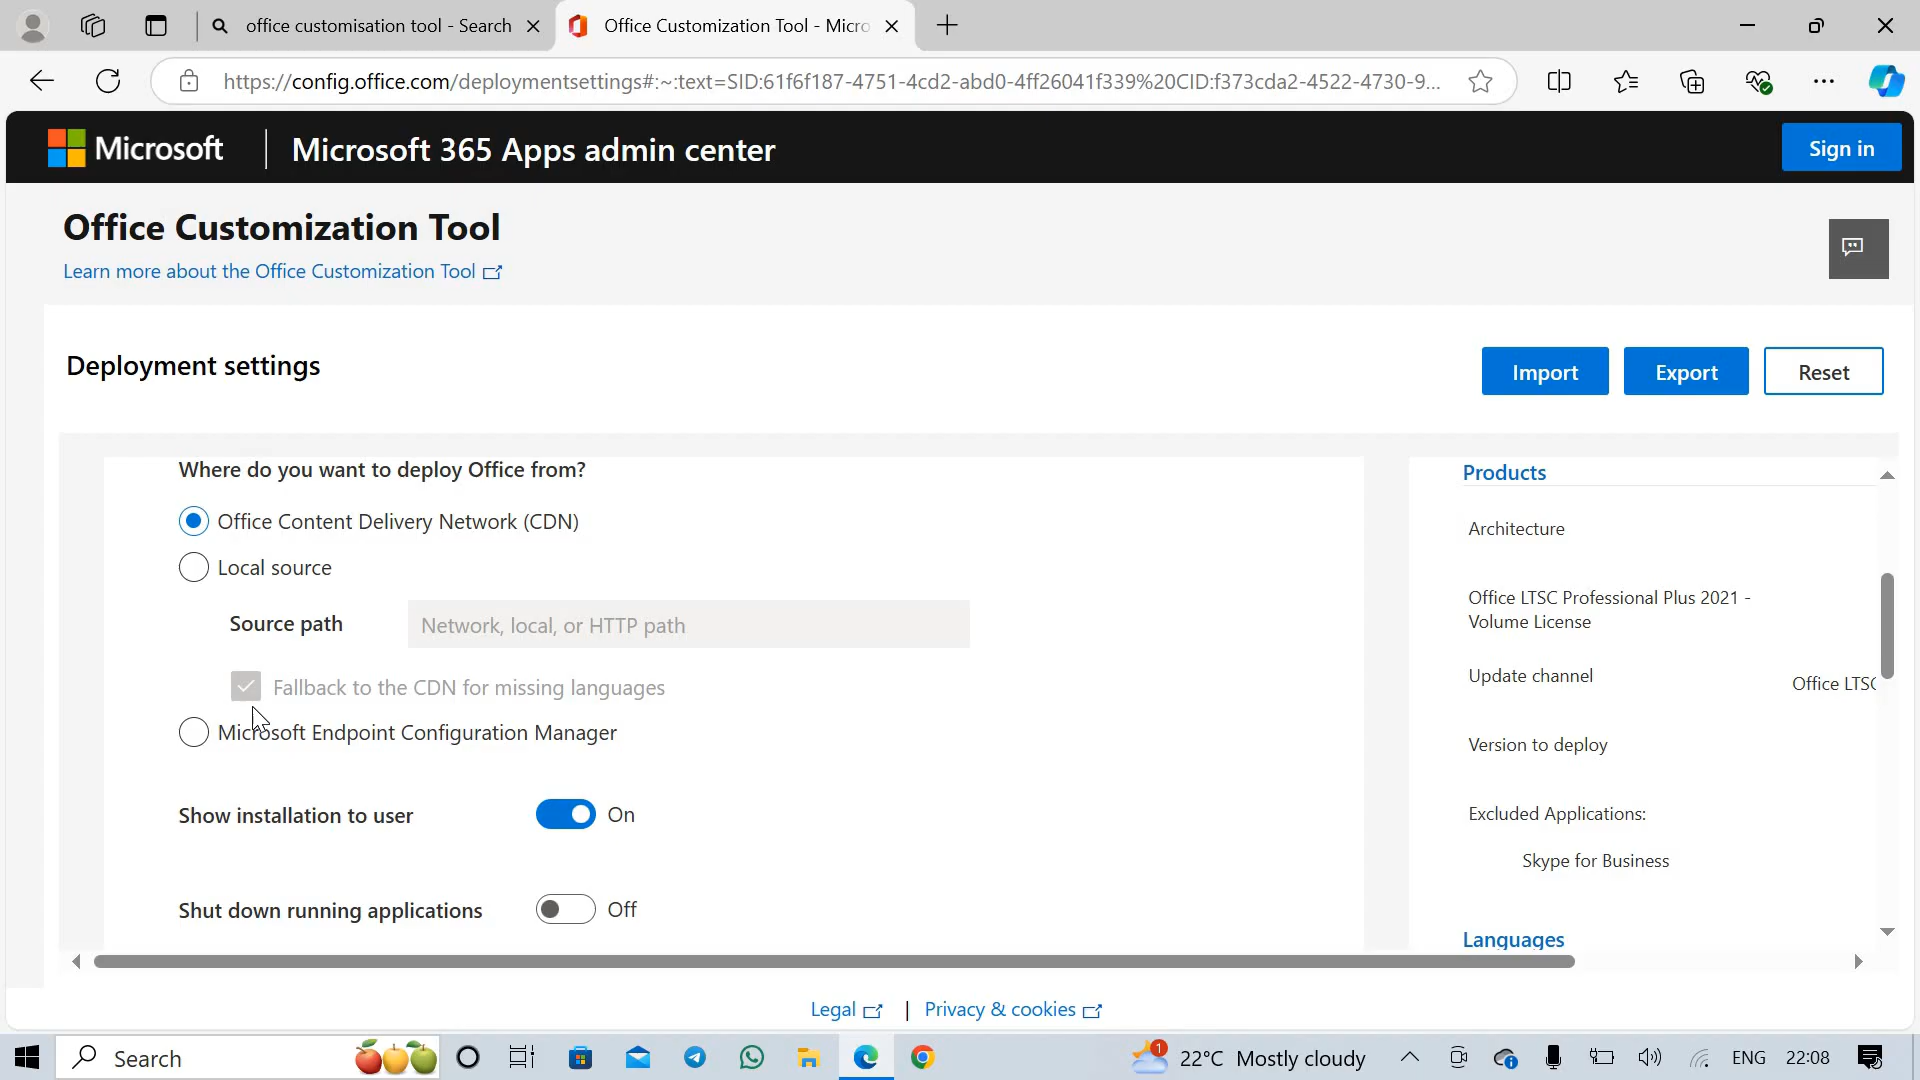 office customisation tool - Search
Office Customization Tool - Micro
https://config.office.com/deploymentsettings#:~:text=SID:61f6f187-4751-4cd2-abd0-4ff26041f339%20CID:f373cda2-4522-4730-9...
Microsoft
Microsoft 365 Apps admin center
Sign in
Office Customization Tool
Learn more about the Office Customization Tool
Deployment settings
Import
Export
Reset
Where do you want to deploy Office from?
Office Content Delivery Network (CDN)
Local source
Source path
Network, local, or HTTP path
Fallback to the CDN for missing languages
Microsoft Endpoint Configuration Manager
Show installation to user
On
Shut down running applications
Off
Products
Architecture
Office LTSC Professional Plus 2021 -
Volume License
Update channel
Office LTSC
Version to deploy
Excluded Applications:
Skype for Business
Languages
Legal
|
Privacy & cookies
Search
1
22°C Mostly cloudy
ENG
22:08